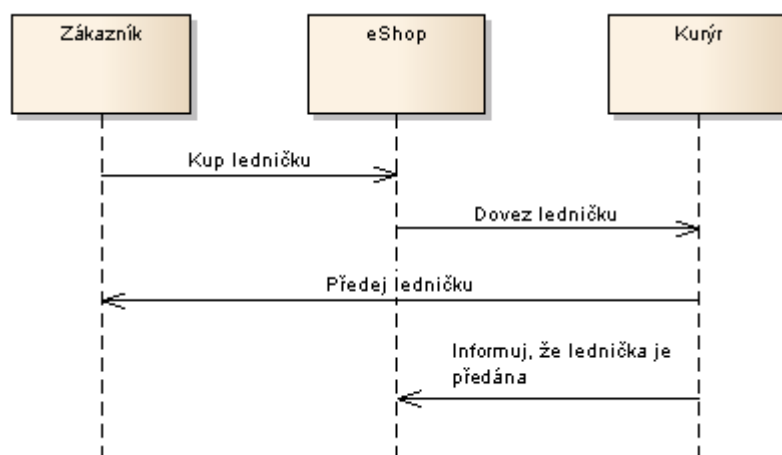 Zákazník
eShop
Kurýr
Kup ledničku
Dovez ledničku
Předej ledničku
Informuj, že lednička je
předána